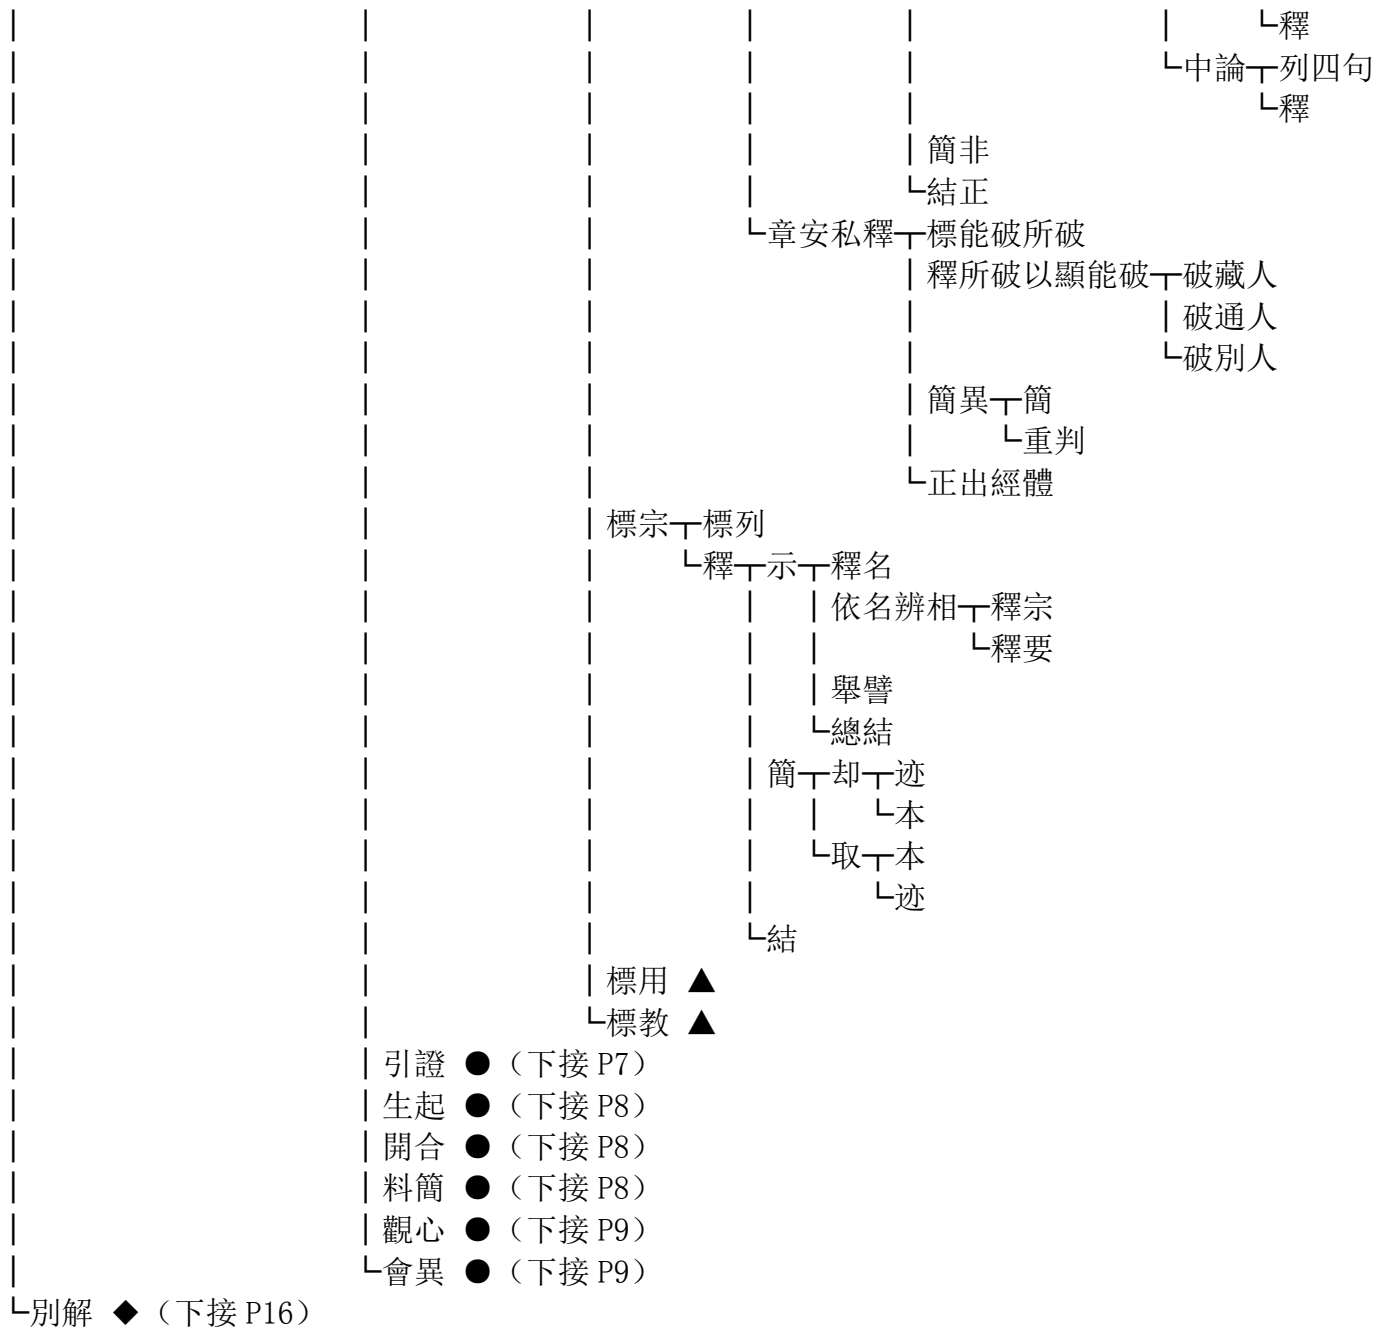 │ │ │ │ │ │ └釋
│ │ │ │ │ └中論┬列四句
│ │ │ │ │ └釋
│ │ │ │ │簡非
│ │ │ │ └結正
│ │ │ └章安私釋┬標能破所破
│ │ │ │釋所破以顯能破┬破藏人
│ │ │ │ │破通人
│ │ │ │ └破別人
│ │ │ │簡異┬簡
│ │ │ │ └重判
│ │ │ └正出經體
│ │ │標宗┬標列
│ │ │ └釋┬示┬釋名
│ │ │ │ │依名辨相┬釋宗
│ │ │ │ │ └釋要
│ │ │ │ │舉譬
│ │ │ │ └總結
│ │ │ │簡┬却┬迹
│ │ │ │ │ └本
│ │ │ │ └取┬本
│ │ │ │ └迹
│ │ │ └結
│ │ │標用 ▲
│ │ └標教 ▲
│ │引證 ●（下接 P7）
│ │生起 ●（下接 P8）
│ │開合 ●（下接 P8）
│ │料簡 ●（下接 P8）
│ │觀心 ●（下接 P9）
│ └會異 ●（下接 P9）
└別解 ◆（下接 P16）